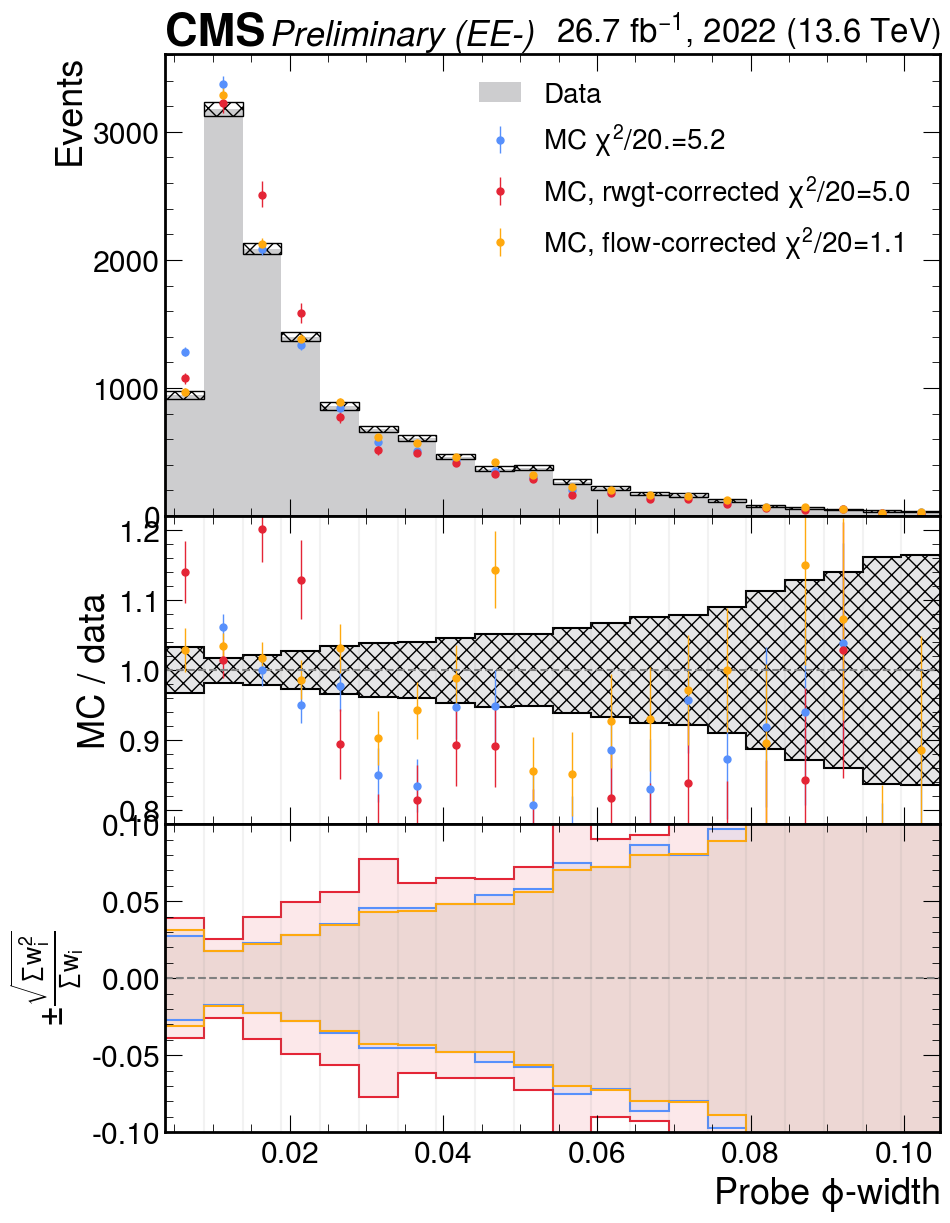 CMS Preliminary (EE-) 26.7 fb⁻¹, 2022 (13.6 TeV)
Events
3000
2000
1000
0
Data
MC χ²/20.=5.2
MC, rwgt-corrected χ²/20=5.0
MC, flow-corrected χ²/20=1.1
MC / data
1.2
1.1
1.0
0.9
0.8
±√Σwᵢ² / Σwᵢ
0.10
0.05
0.00
-0.05
-0.10
0.02 0.04 0.06 0.08 0.10
Probe ϕ-width